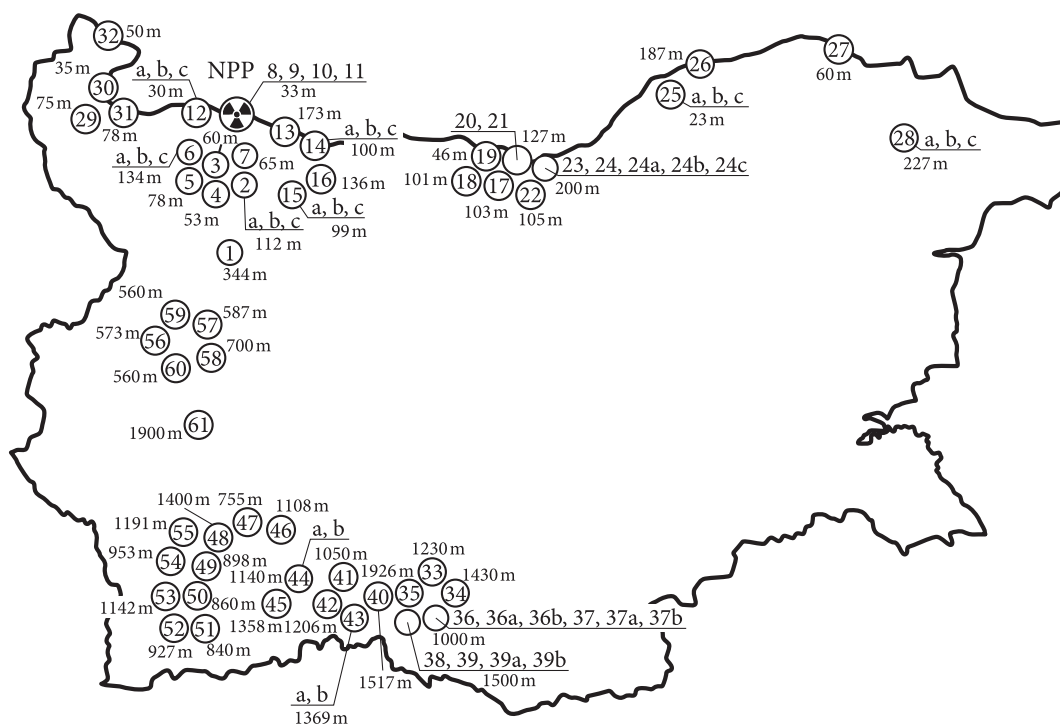 32 50 m
35 m
30
a, b, c
30 m
NPP
8, 9, 10, 11
33 m
187 m
26
27
60 m
75 m
29
31
78 m
12
173 m
13
25
a, b, c
23 m
14
a, b, c
100 m
20, 21
127 m
28
a, b, c
227 m
60 m
6
a, b, c
134 m
3
7
65 m
46 m
19
23, 24, 24a, 24b, 24c
200 m
5
78 m
4
53 m
2
a, b, c
112 m
16
136 m
15
a, b, c
99 m
101 m
18
17
103 m
22
105 m
1
344 m
560 m
59
587 m
57
573 m
56
700 m
58
560 m
60
1900 m
61
1400 m
755 m
47
1108 m
46
1191 m
55
48
a, b
953 m
54
49
898 m
1140 m
44
1050 m
41
1926 m
1230 m
33
1430 m
34
1142 m
53
50
860 m
45
1358 m
42
1206 m
43
40
35
36, 36a, 36b, 37, 37a, 37b
1000 m
52
927 m
51
840 m
38, 39, 39a, 39b
1500 m
1517 m
a, b
1369 m